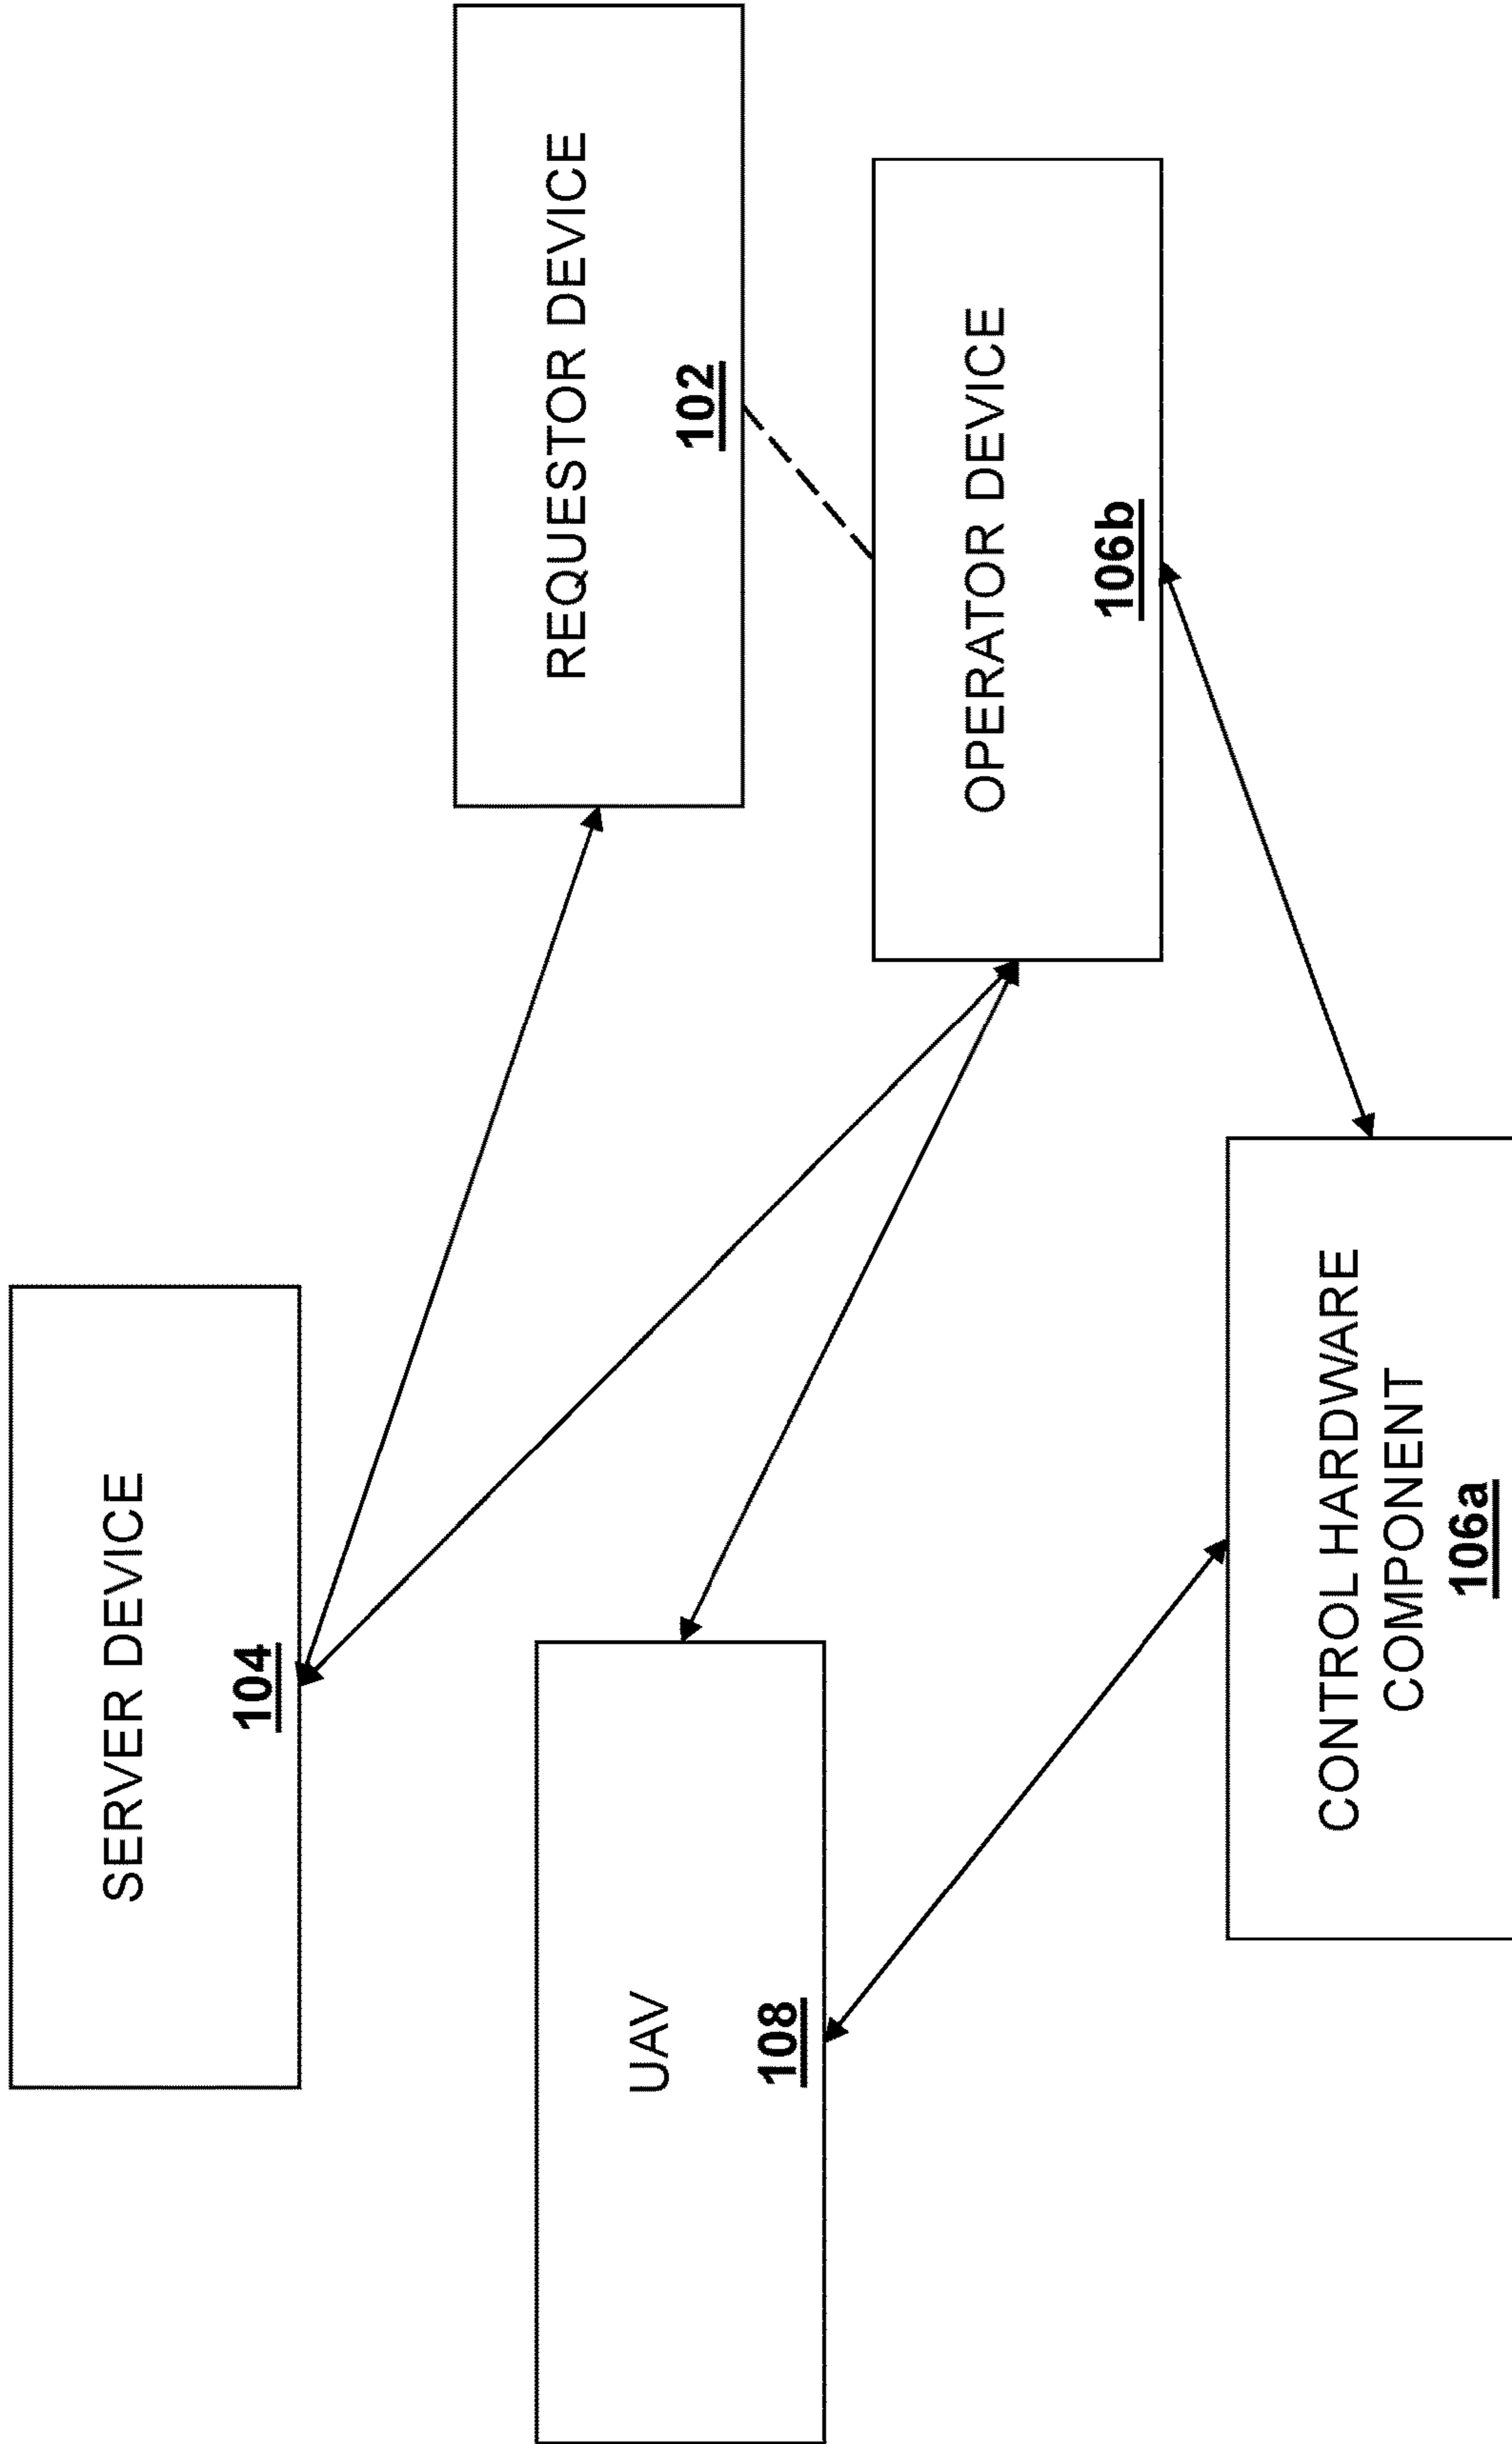 SERVER DEVICE
104
REQUESTOR DEVICE
102
UAV
108
OPERATOR DEVICE
106b
CONTROL HARDWARE
COMPONENT
106a